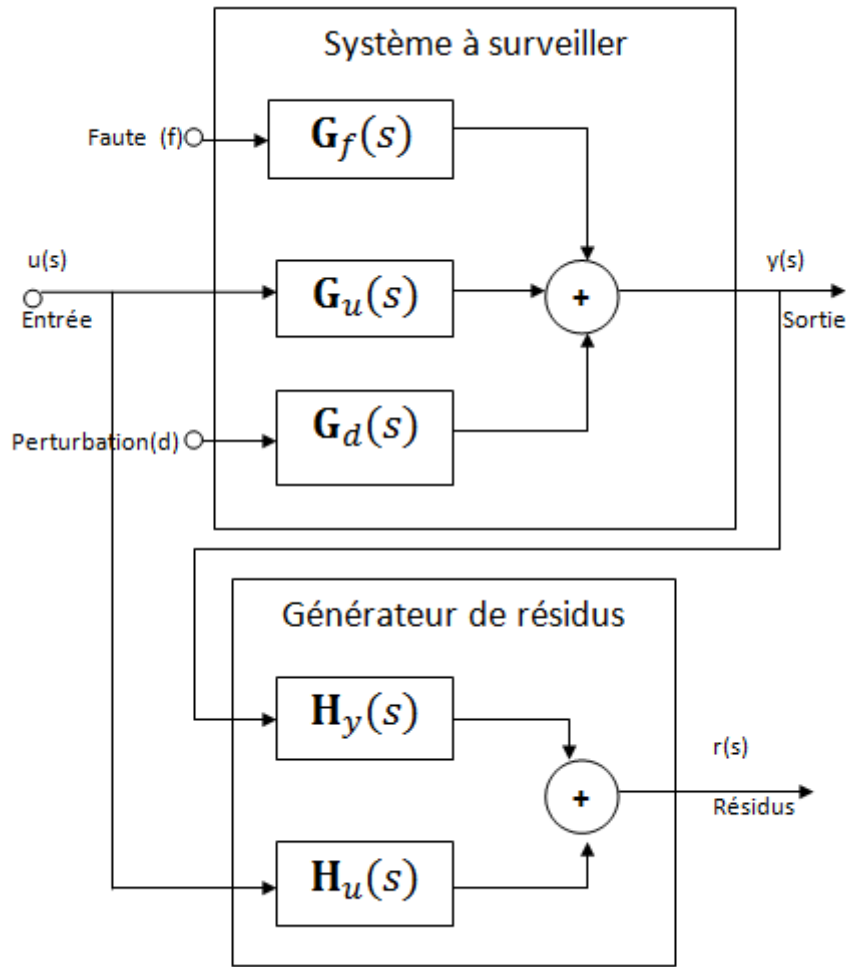 Système à surveiller
Faute (f)
G_f(s)
u(s)
Entrée
G_u(s)
+
y(s)
Sortie
Perturbation(d)
G_d(s)
Générateur de résidus
H_y(s)
+
r(s)
Résidus
H_u(s)